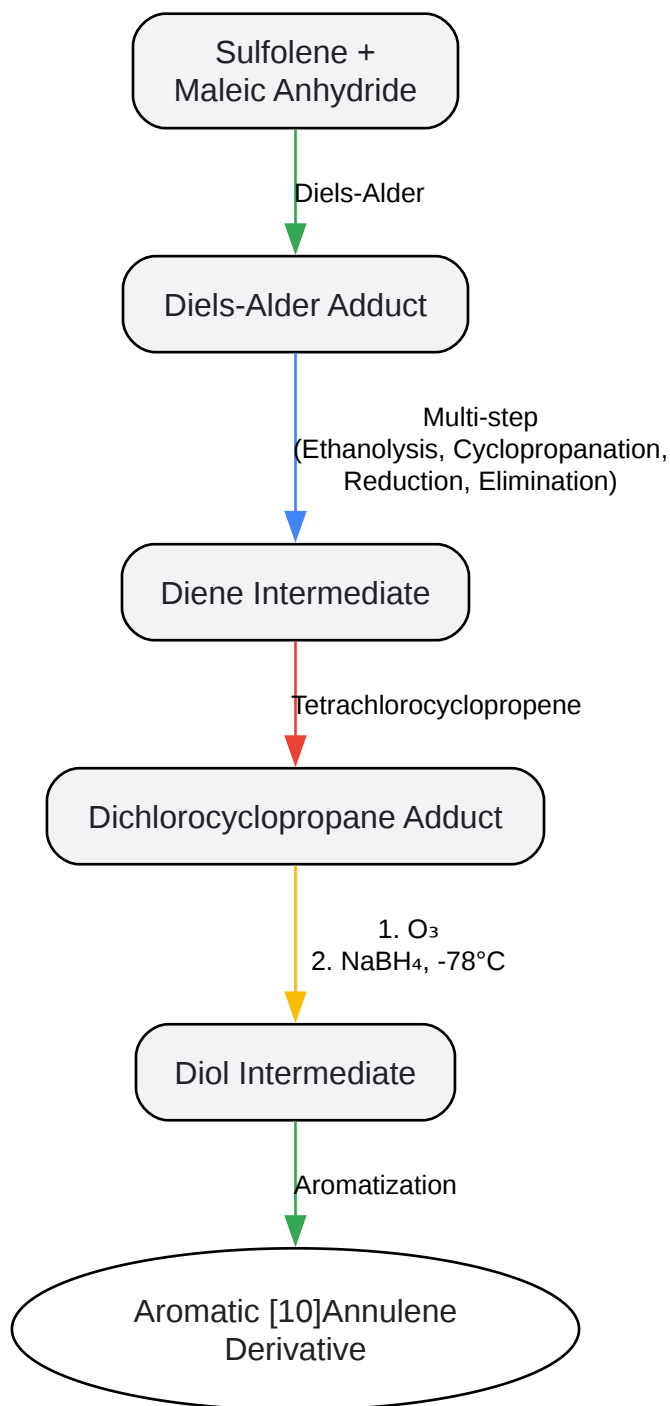 Sulfolene +
Maleic Anhydride
Diels-Alder
Diels-Alder Adduct
Multi-step
(Ethanolysis, Cyclopropanation,
Reduction, Elimination)
Diene Intermediate
Tetrachlorocyclopropene
Dichlorocyclopropane Adduct
1. O₃
2. NaBH₄, -78°C
Diol Intermediate
Aromatization
Aromatic [10]Annulene
Derivative